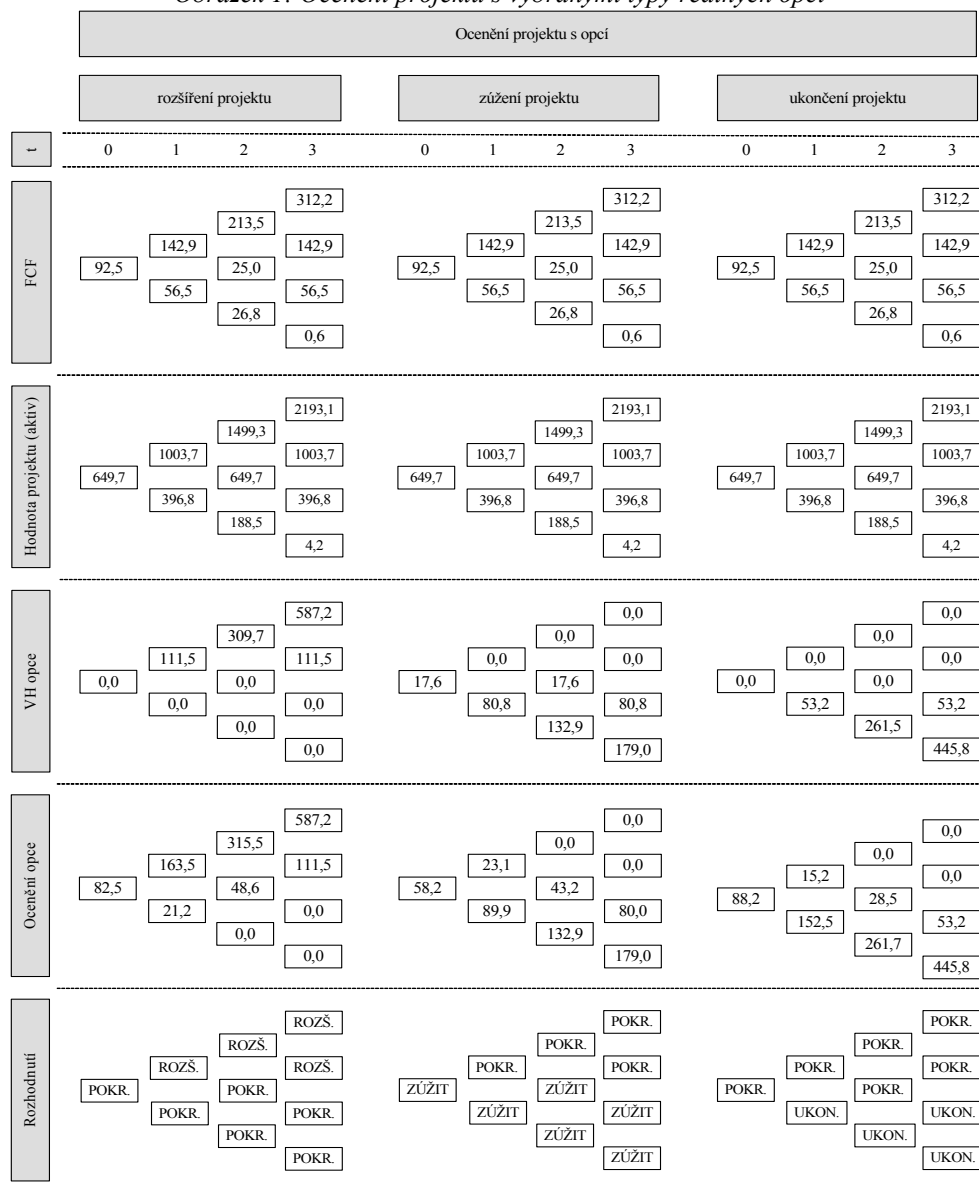 Obrázek 1: Ocenění projektu s vybranými typy reálných opcí
Ocenění projektu s opcí
rozšíření projektu zúžení projektu ukončení projektu
t 0 1 2 3 0 1 2 3 0 1 2 3
FCF
312,2 312,2 312,2
213,5 213,5 213,5
142,9 142,9 142,9 142,9 142,9 142,9
92,5 25,0 92,5 25,0 92,5 25,0
56,5 56,5 56,5 56,5 56,5 56,5
26,8 26,8 26,8
0,6 0,6 0,6
Hodnota projektu (aktiv)
2193,1 2193,1 2193,1
1499,3 1499,3 1499,3
1003,7 1003,7 1003,7 1003,7 1003,7 1003,7
649,7 649,7 649,7 649,7 649,7 649,7
396,8 396,8 396,8 396,8 396,8 396,8
188,5 188,5 188,5
4,2 4,2 4,2
VH opce
587,2 0,0 0,0
309,7 0,0 0,0
111,5 111,5 0,0 0,0 0,0 0,0
0,0 0,0 17,6 17,6 0,0 0,0
0,0 0,0 80,8 80,8 53,2 53,2
0,0 132,9 261,5
0,0 179,0 445,8
Ocenění opce
587,2 0,0 0,0
315,5 0,0 0,0
163,5 111,5 23,1 0,0 15,2 0,0
82,5 48,6 58,2 43,2 88,2 28,5
21,2 0,0 89,9 80,0 152,5 53,2
0,0 132,9 261,7
0,0 179,0 445,8
Rozhodnutí
ROZŠ. POKR. POKR.
ROZŠ. POKR. POKR.
ROZŠ. ROZŠ. POKR. POKR. POKR. POKR.
POKR. POKR. ZÚŽIT ZÚŽIT POKR. POKR.
POKR. POKR. ZÚŽIT ZÚŽIT UKON. UKON.
POKR. ZÚŽIT UKON.
POKR. ZÚŽIT UKON.